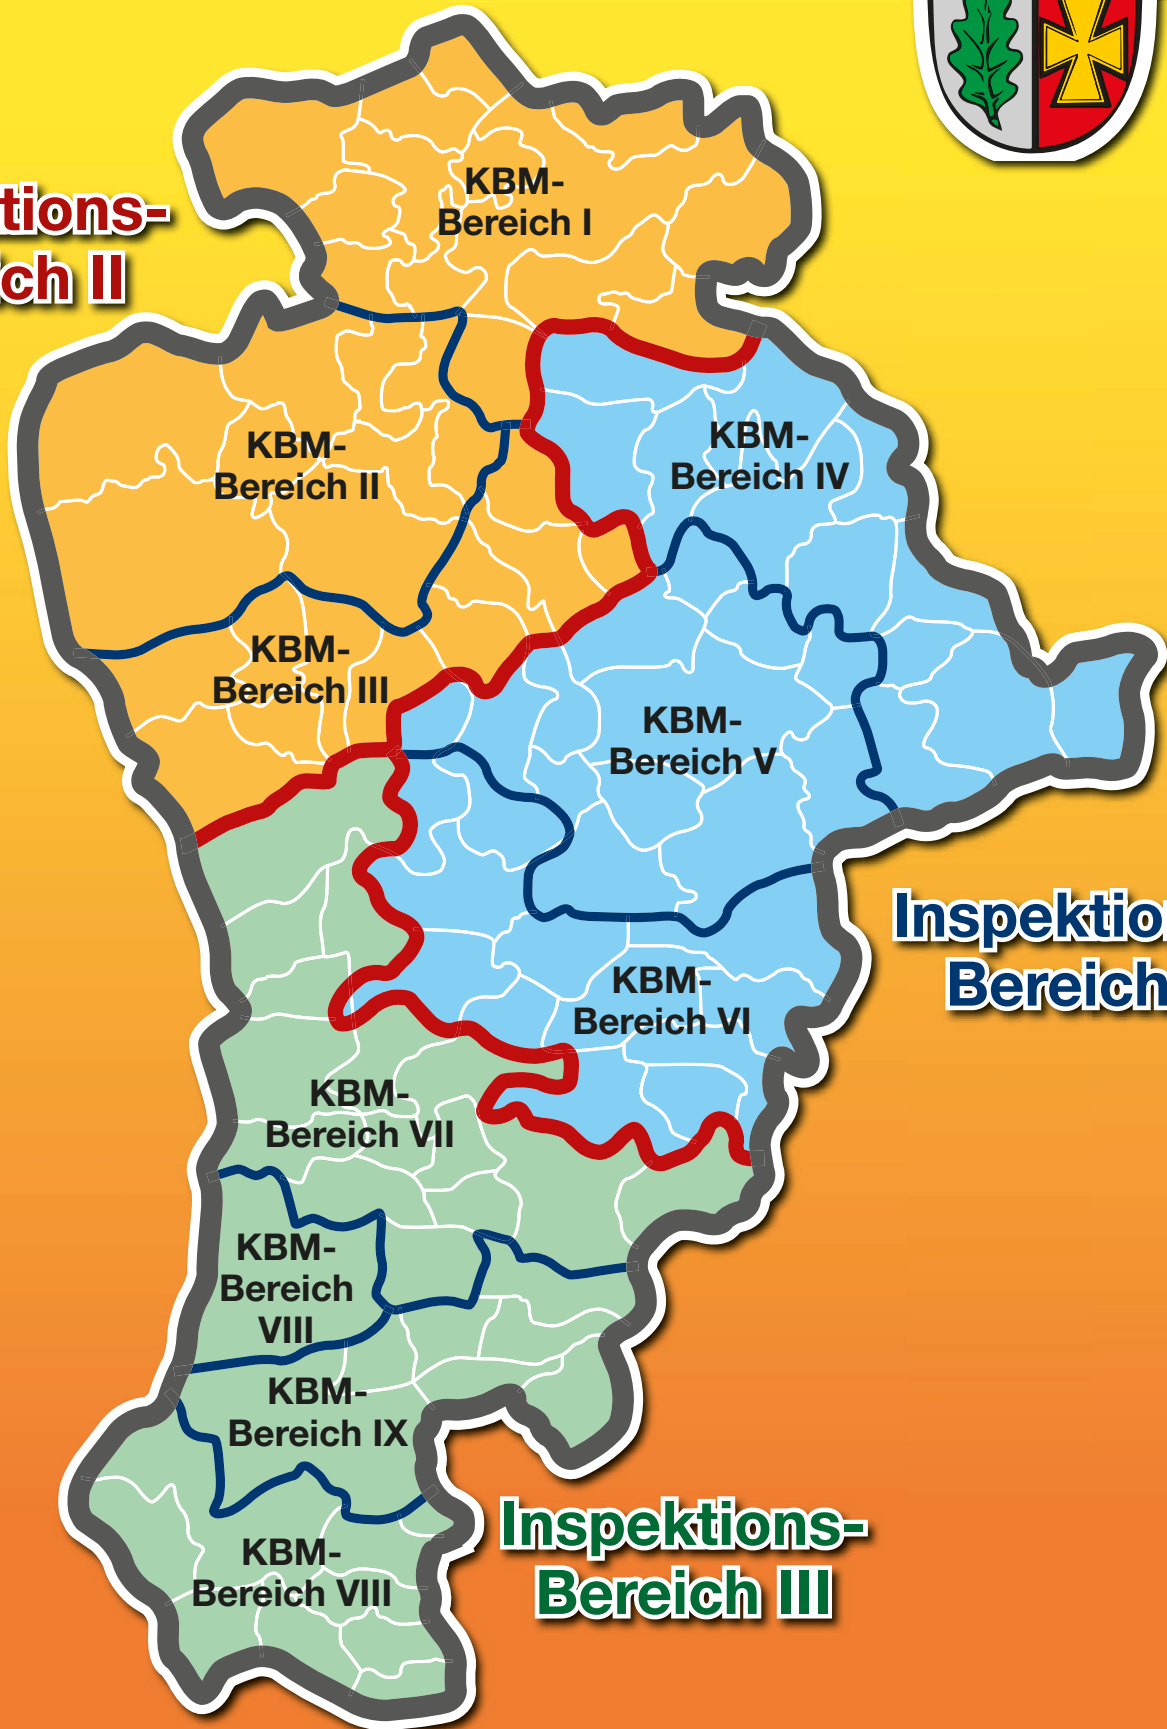 KBM-
Bereich I
tions-
ch II
KBM-
Bereich II
KBM-
Bereich IV
KBM-
Bereich III
KBM-
Bereich V
Inspektio
Bereich
KBM-
Bereich VI
KBM-
Bereich VII
KBM-
Bereich
VIII
KBM-
Bereich IX
Inspektions-
Bereich III
KBM-
Bereich VIII